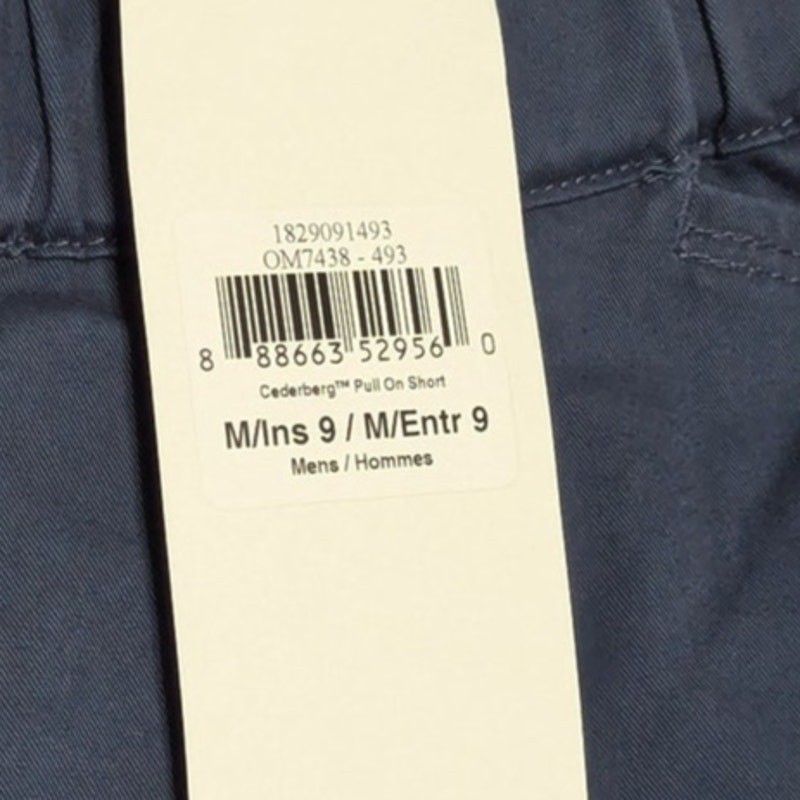 1829091493
OM7438 - 493
8 88663 52956 0
Cederberg™ Pull On Short
M/Ins 9 / M/Entr 9
Mens / Hommes